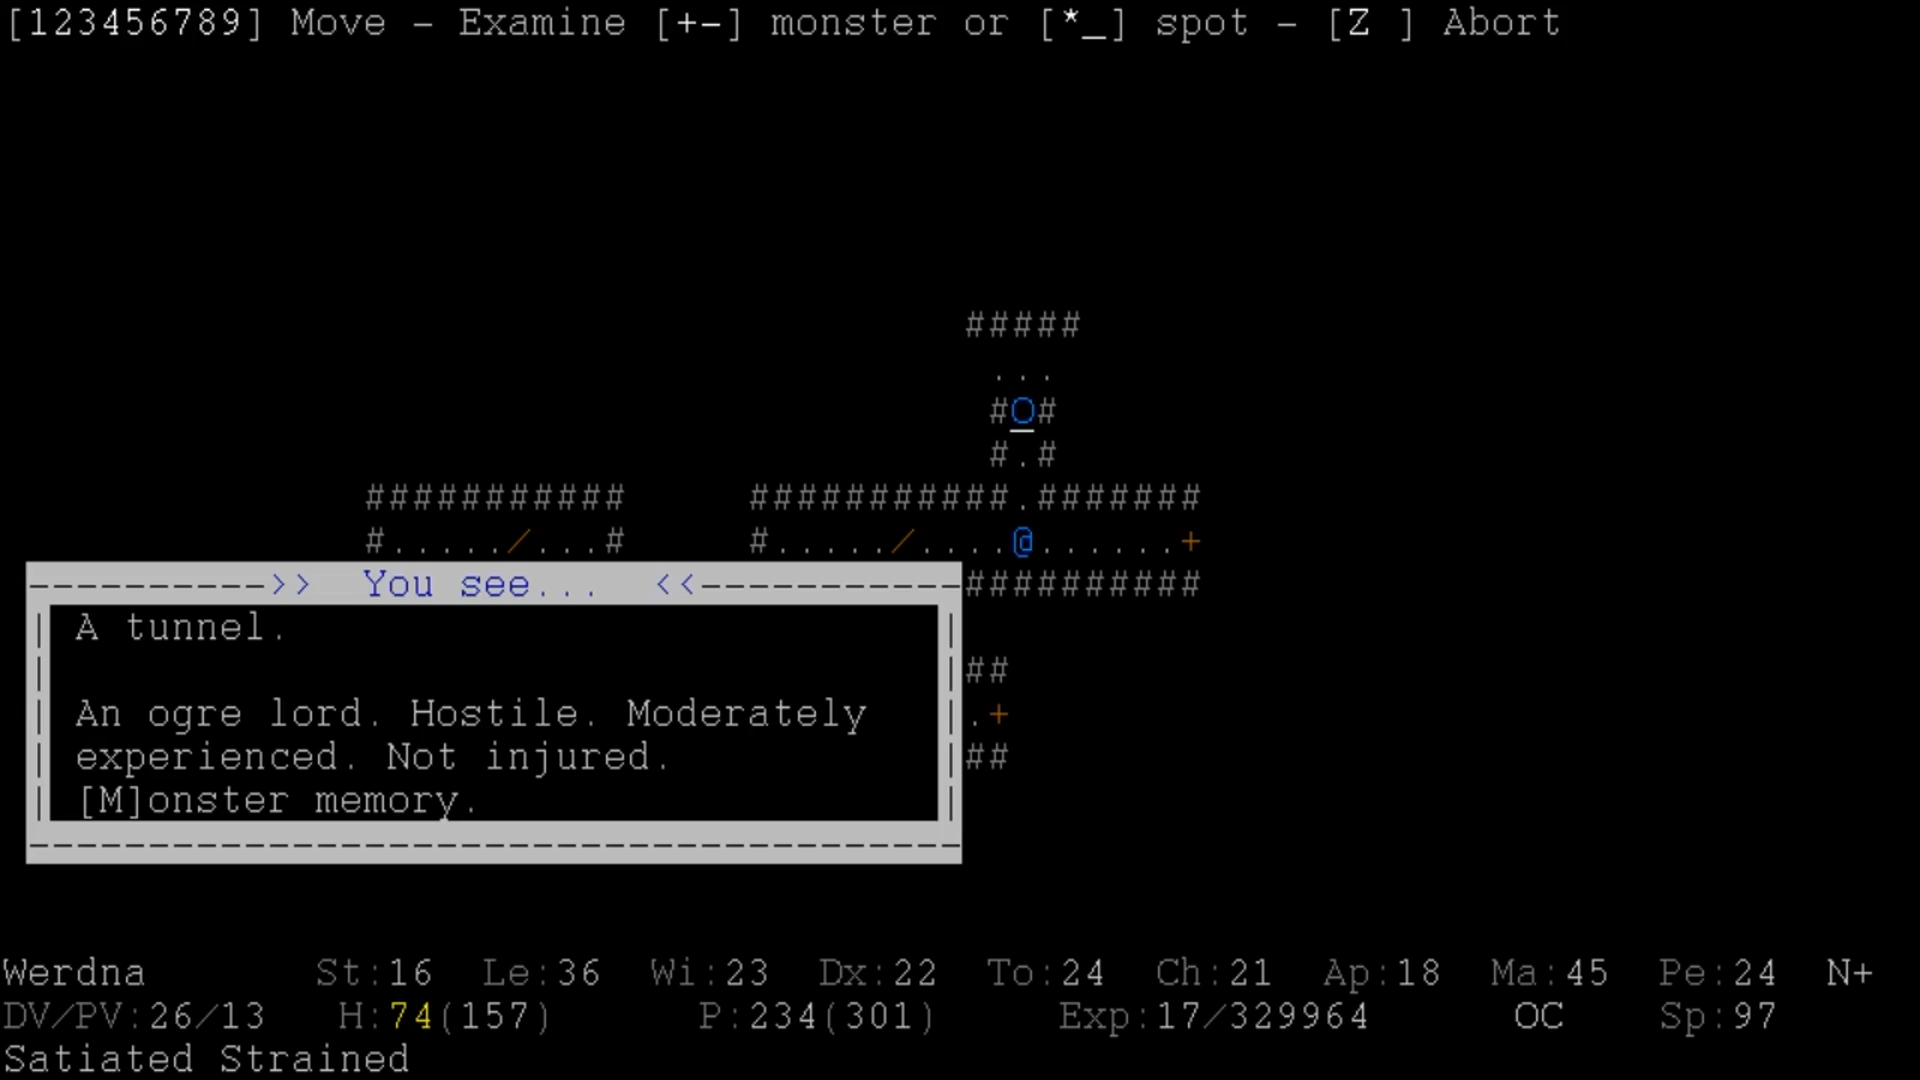 [123456789] Move - Examine [+-] monster or [*_] spot - [Z ] Abort
#####
...
#O#
#.#
########### ###########.#######
#...../...# #...../....@......+
---------->> You see... <<----------- ##########
A tunnel.
##
An ogre lord. Hostile. Moderately .+
experienced. Not injured. ##
[M]onster memory.
Werdna St:16 Le:36 Wi:23 Dx:22 To:24 Ch:21 Ap:18 Ma:45 Pe:24 N+
DV/PV:26/13 H:74(157) P:234(301) Exp:17/329964 OC Sp:97
Satiated Strained